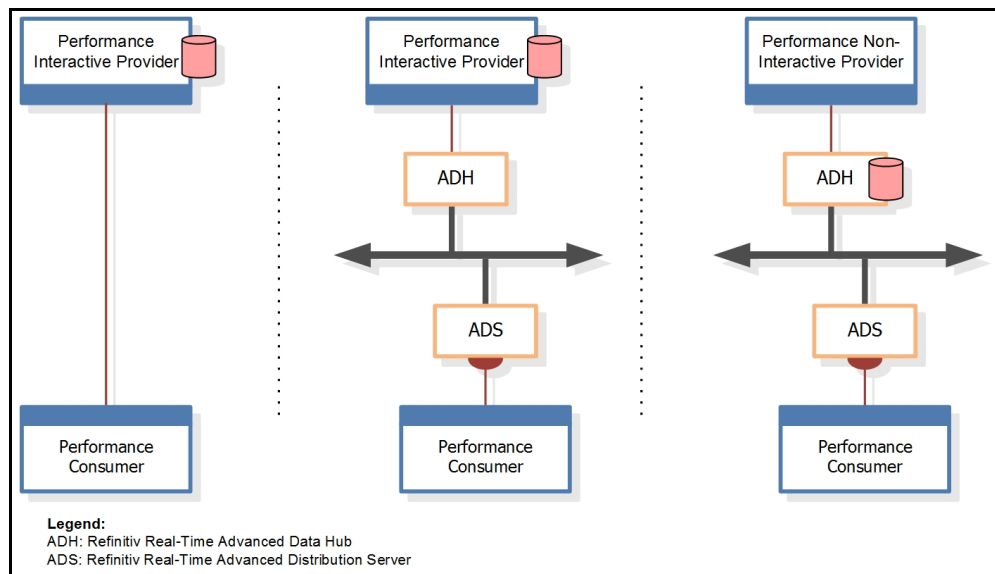 Performance
Interactive Provider
Performance
Interactive Provider
Performance Non-
Interactive Provider
ADH
ADH
ADS
ADS
Performance
Consumer
Performance
Consumer
Performance
Consumer
Legend:
ADH: Refinitiv Real-Time Advanced Data Hub
ADS: Refinitiv Real-Time Advanced Distribution Server